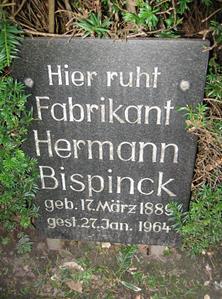 Hier ruht
Fabrikant
Hermann
Bispinck
geb. 17. März 1889
gest. 27. Jan. 1964